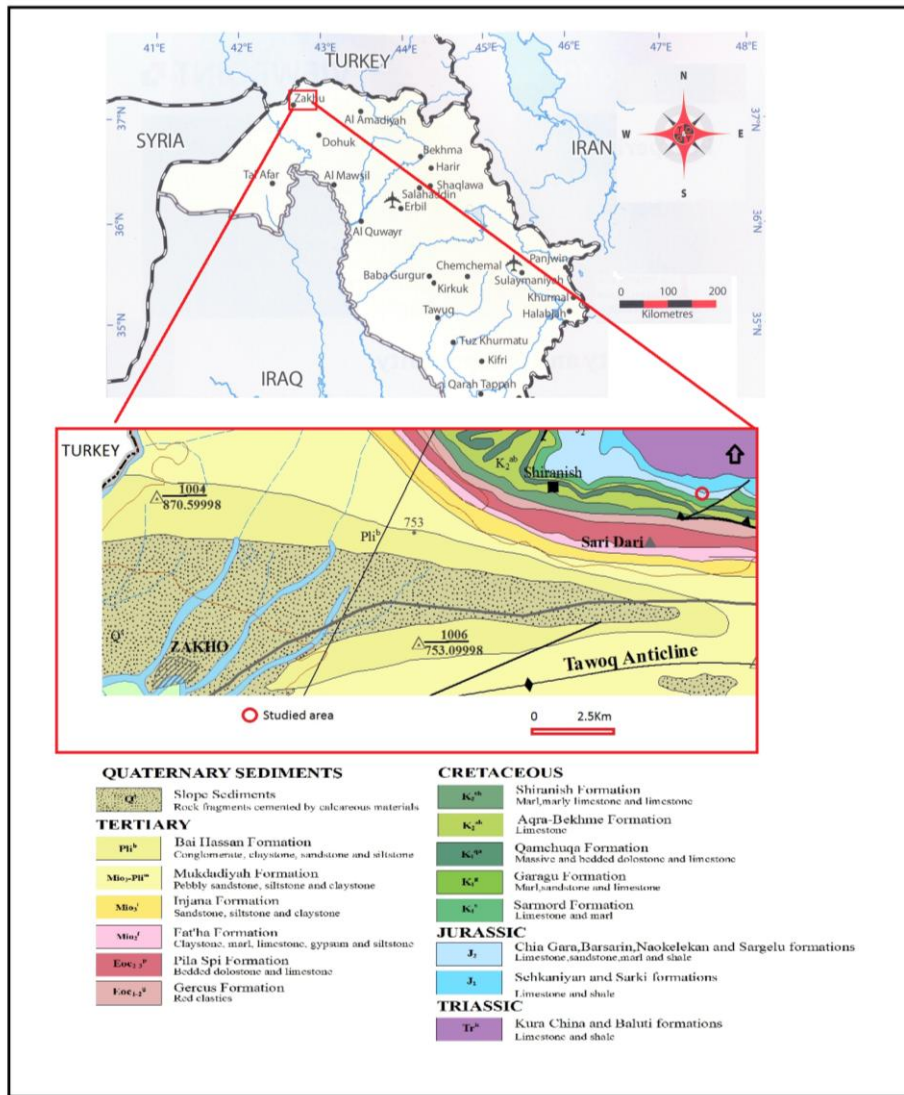 41°E 42°E 43°E 44°E 45°E 46°E 47°E 48°E
TURKEY
N
Zakhu
37°N
37°N
Al Amadiyah
SYRIA
W
E
Dohuk
Bekhma
IRAN
Harir
Tal Afar
Al Mawsil
Shaqlawa
S
Salahaddin
Erbil
36°N
36°N
Al Quwayr
Panjwin
Chemchemal
Baba Gurgur
Sulaymaniyah
Kirkuk
0 100 200
Khurmal
Kilometres
Tawuq
Halabjah
35°N
35°N
Tuz Khurmatu
Kifri
IRAQ
Qarah Tappah
TURKEY
J₂
K₂ᵃᵇ
Shiranish
1004
870.59998
753
Pliᵇ
Sari Dari
Qᵗ
ZAKHO
1006
753.09998
Tawoq Anticline
Studied area
0 2.5Km
QUATERNARY SEDIMENTS
Slope Sediments
Rock fragments cemented by calcareous materials
TERTIARY
Pliᵇ
Bai Hassan Formation
Conglomerate, claystone, sandstone and siltstone
Mukdadiyah Formation
Pebbly sandstone, siltstone and claystone
Injana Formation
Sandstone, siltstone and claystone
Fat'ha Formation
Claystone, marl, limestone, gypsum and siltstone
Pila Spi Formation
Bedded dolostone and limestone
Gercus Formation
Red clastics
CRETACEOUS
Shiranish Formation
Marl,marly limestone and limestone
Aqra-Bekhme Formation
Limestone
Qamchuqa Formation
Massive and bedded dolostone and limestone
Garagu Formation
Marl,sandstone and limestone
Sarmord Formation
Limestone and marl
JURASSIC
Chia Gara,Barsarin,Naokelekan and Sargelu formations
Limestone,sandstone,marl and shale
Sehkaniyan and Sarki formations
Limestone and shale
TRIASSIC
Kura China and Baluti formations
Limestone and shale